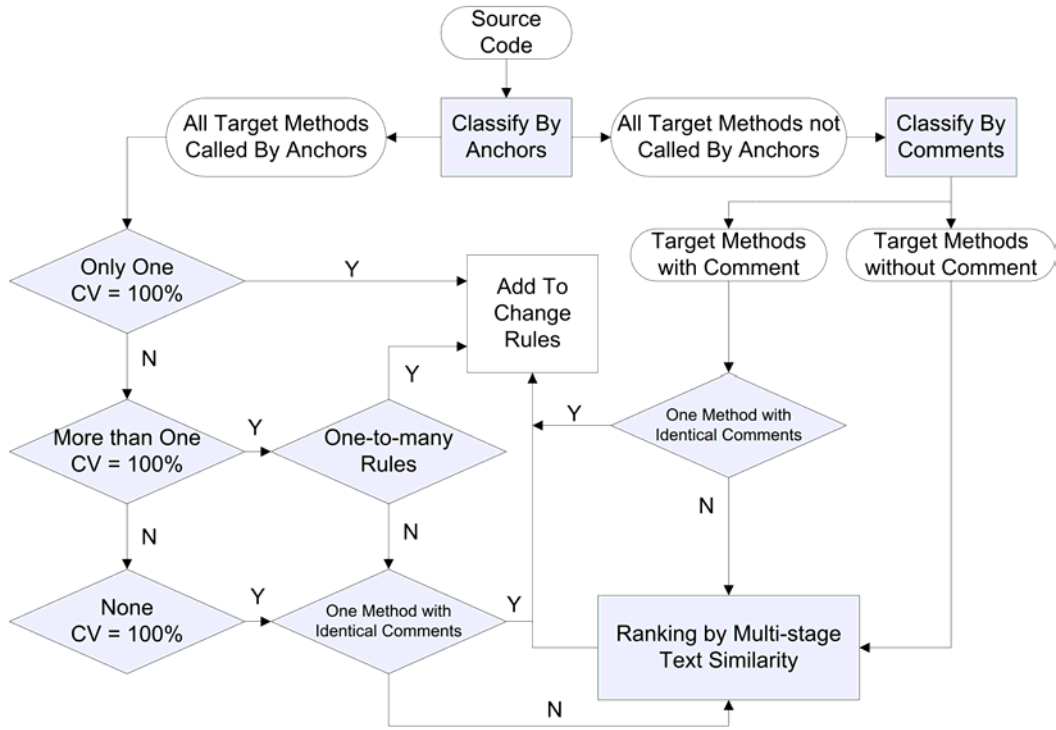 Source
Code
All Target Methods
Called By Anchors
Classify By
Anchors
All Target Methods not
Called By Anchors
Classify By
Comments
Target Methods
with Comment
Target Methods
without Comment
Only One
CV = 100%
Y
Add To
Change
Rules
N
Y
One Method with
Identical Comments
Y
More than One
CV = 100%
Y
One-to-many
Rules
N
N
N
None
CV = 100%
Y
One Method with
Identical Comments
Y
Ranking by Multi-stage
Text Similarity
N